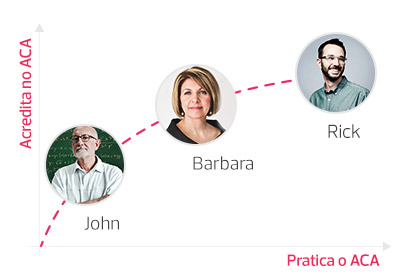 Acredita no ACA
Rick
Barbara
John
Pratica o ACA